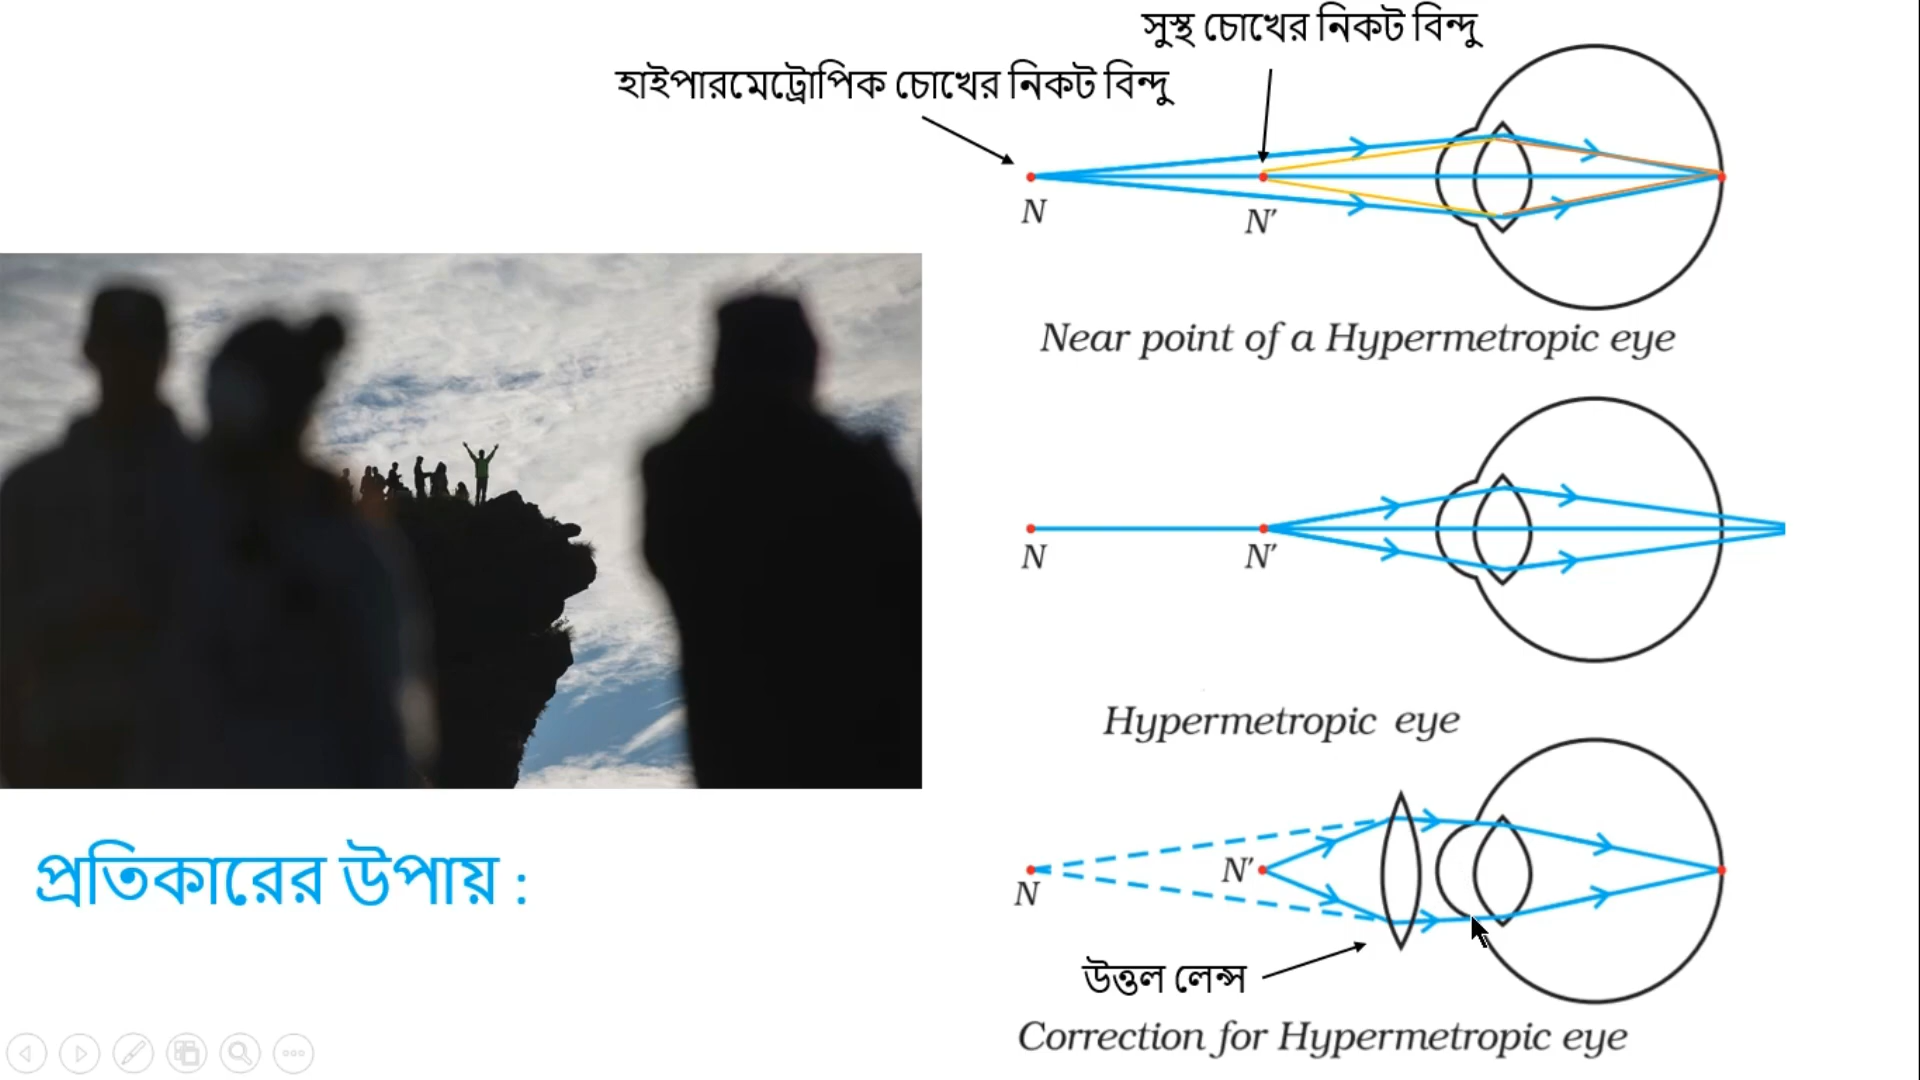 সুস্থ চোখের নিকট বিন্দু
হাইপারমেট্রোপিক চোখের নিকট বিন্দু
N
N'
Near point of a Hypermetropic eye
N
N'
Hypermetropic eye
প্রতিকারের উপায় :
N
N'
উত্তল লেন্স
Correction for Hypermetropic eye